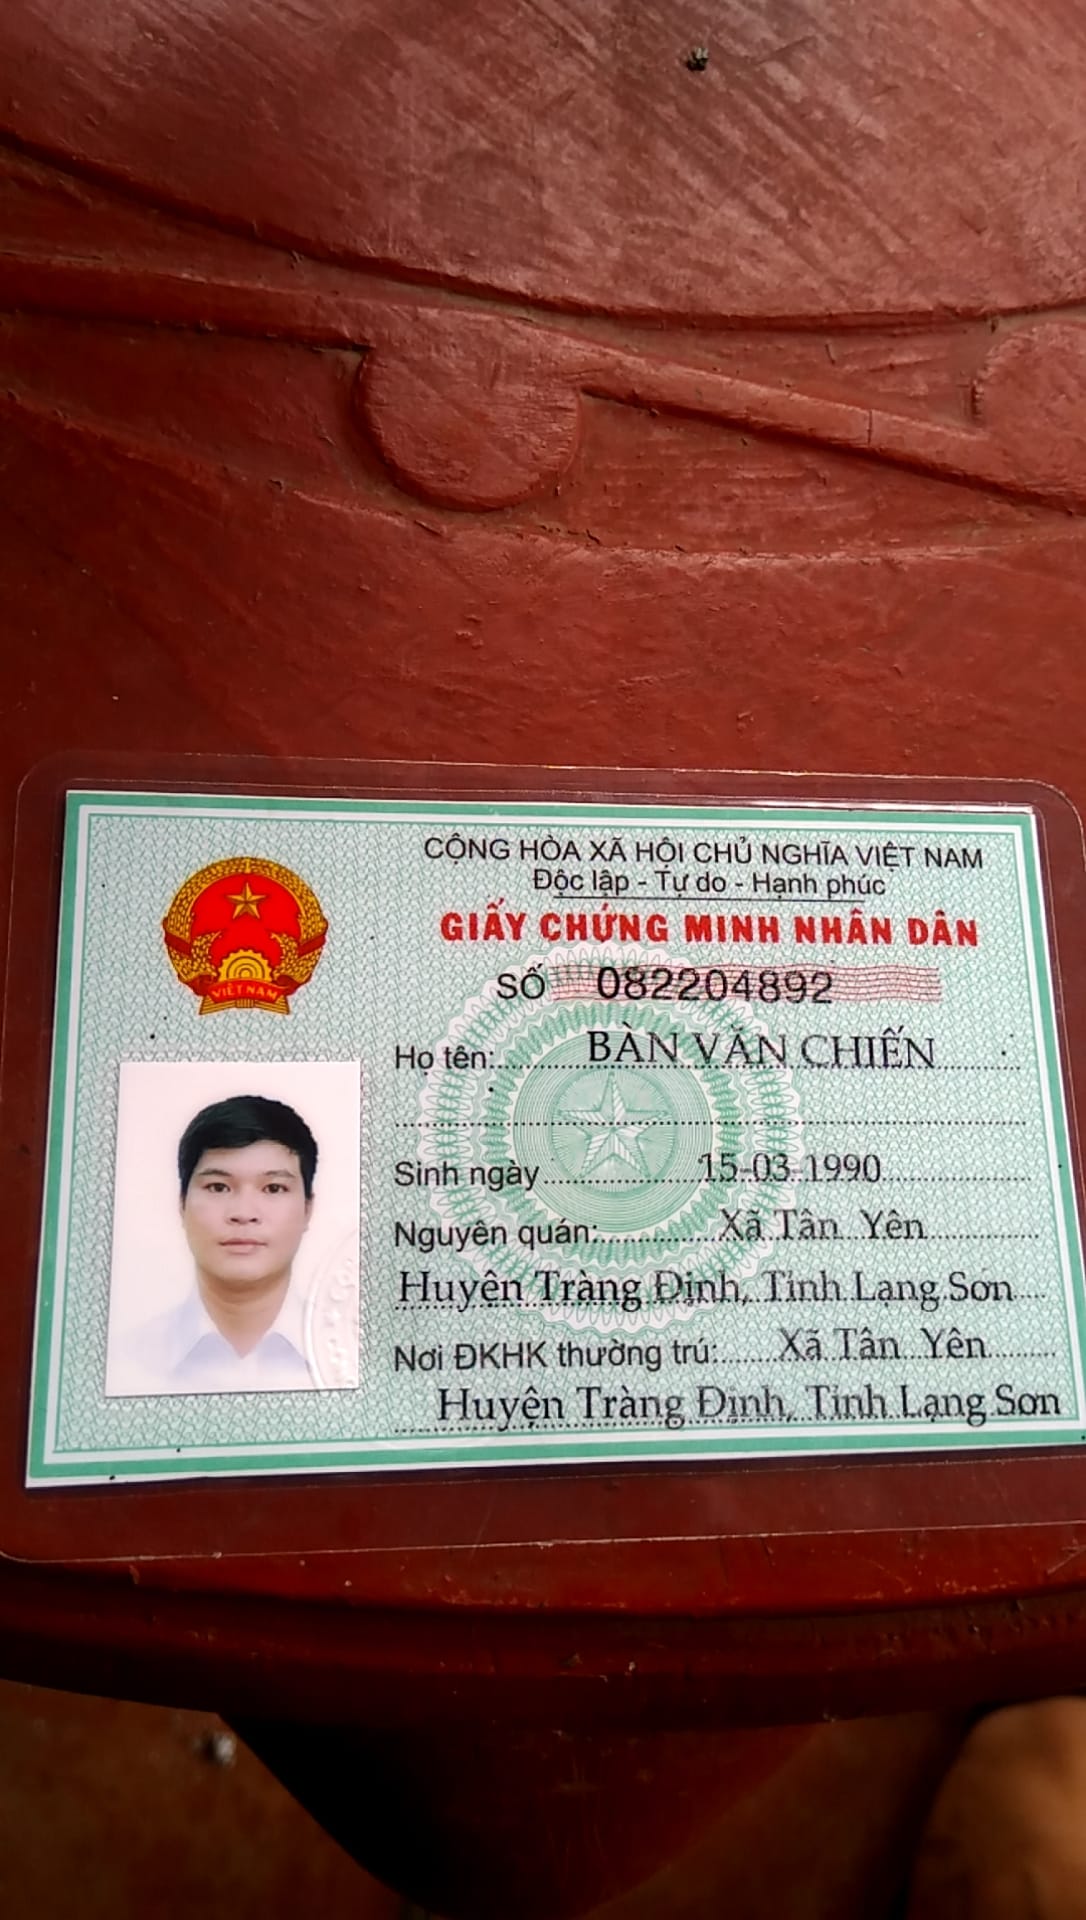 CỘNG HÒA XÃ HỘI CHỦ NGHĨA VIỆT NAM
Độc lập - Tự do - Hạnh phúc
GIẤY CHỨNG MINH NHÂN DÂN
SỐ 082204892
Họ tên: BÀN VĂN CHIẾN
Sinh ngày 15-03-1990
Nguyên quán: Xã Tân Yên
Huyện Tràng Định, Tỉnh Lạng Sơn
Nơi ĐKHK thường trú: Xã Tân Yên
Huyện Tràng Định, Tỉnh Lạng Sơn
VIỆT NAM